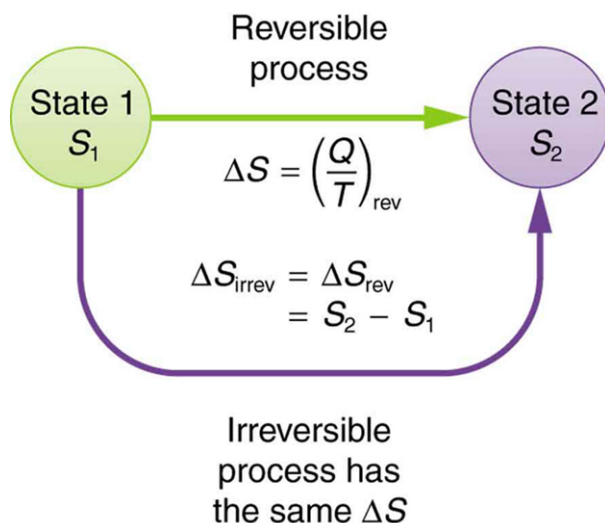 Reversible
process
State 1
S₁
State 2
S₂
ΔS = (Q/T)rev
ΔSirrev = ΔSrev
= S₂ − S₁
Irreversible
process has
the same ΔS